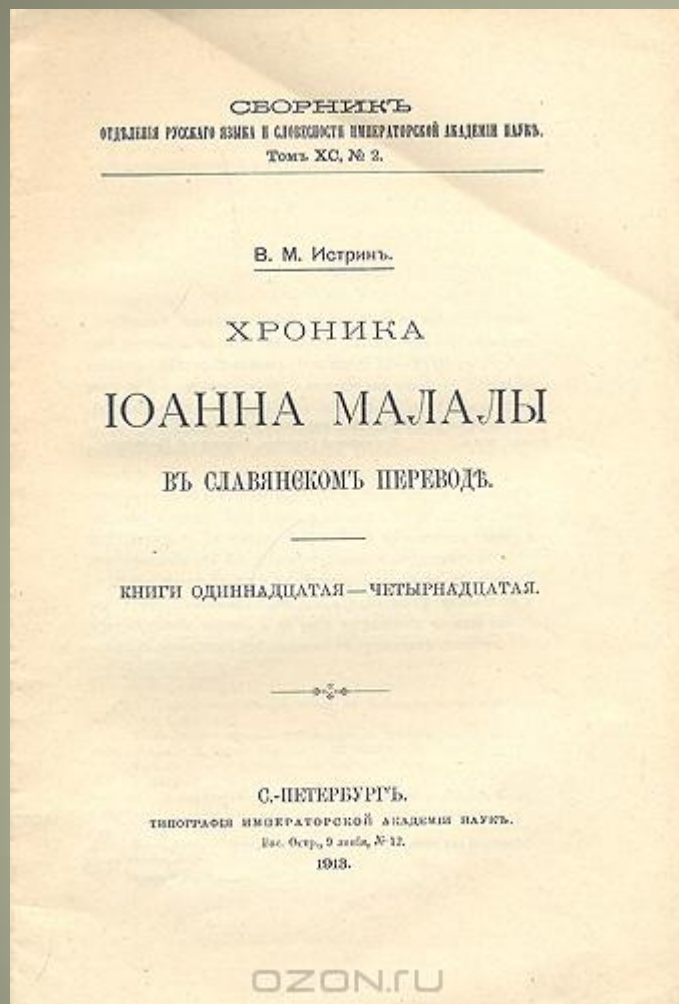 СБОРНИКЪ
ОТДѢЛЕНІЯ РУССКАГО ЯЗЫКА И СЛОВЕСНОСТИ ИМПЕРАТОРСКОЙ АКАДЕМІИ НАУКЪ.
Томъ XC, № 2.
В. М. Истринъ.
ХРОНИКА
ІОАННА МАЛАЛЫ
ВЪ СЛАВЯНСКОМЪ ПЕРЕВОДѢ.
КНИГИ ОДИННАДЦАТАЯ — ЧЕТЫРНАДЦАТАЯ.
С.-ПЕТЕРБУРГЪ.
ТИПОГРАФІЯ ИМПЕРАТОРСКОЙ АКАДЕМІИ НАУКЪ.
Вас. Остр., 9 линія, № 12.
1913.
OZON.ru